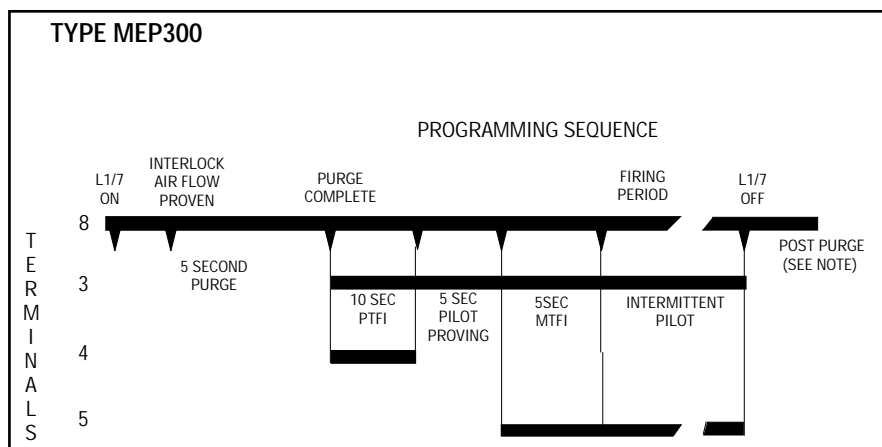 TYPE MEP300
PROGRAMMING SEQUENCE
L1/7
ON
INTERLOCK
AIR FLOW
PROVEN
PURGE
COMPLETE
FIRING
PERIOD
L1/7
OFF
TERMINALS
8
5 SECOND
PURGE
POST PURGE
(SEE NOTE)
3
10 SEC
PTFI
5 SEC
PILOT
PROVING
5SEC
MTFI
INTERMITTENT
PILOT
4
5